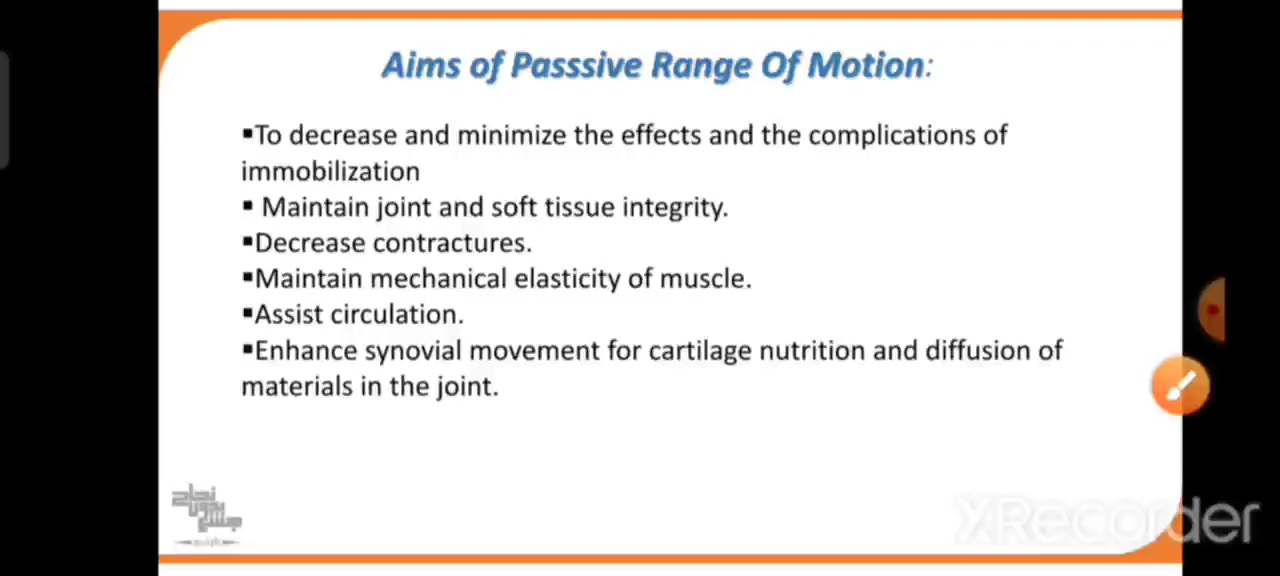 Aims of Passsive Range Of Motion:
▪To decrease and minimize the effects and the complications of
immobilization
▪ Maintain joint and soft tissue integrity.
▪Decrease contractures.
▪Maintain mechanical elasticity of muscle.
▪Assist circulation.
▪Enhance synovial movement for cartilage nutrition and diffusion of
materials in the joint.
XRecorder